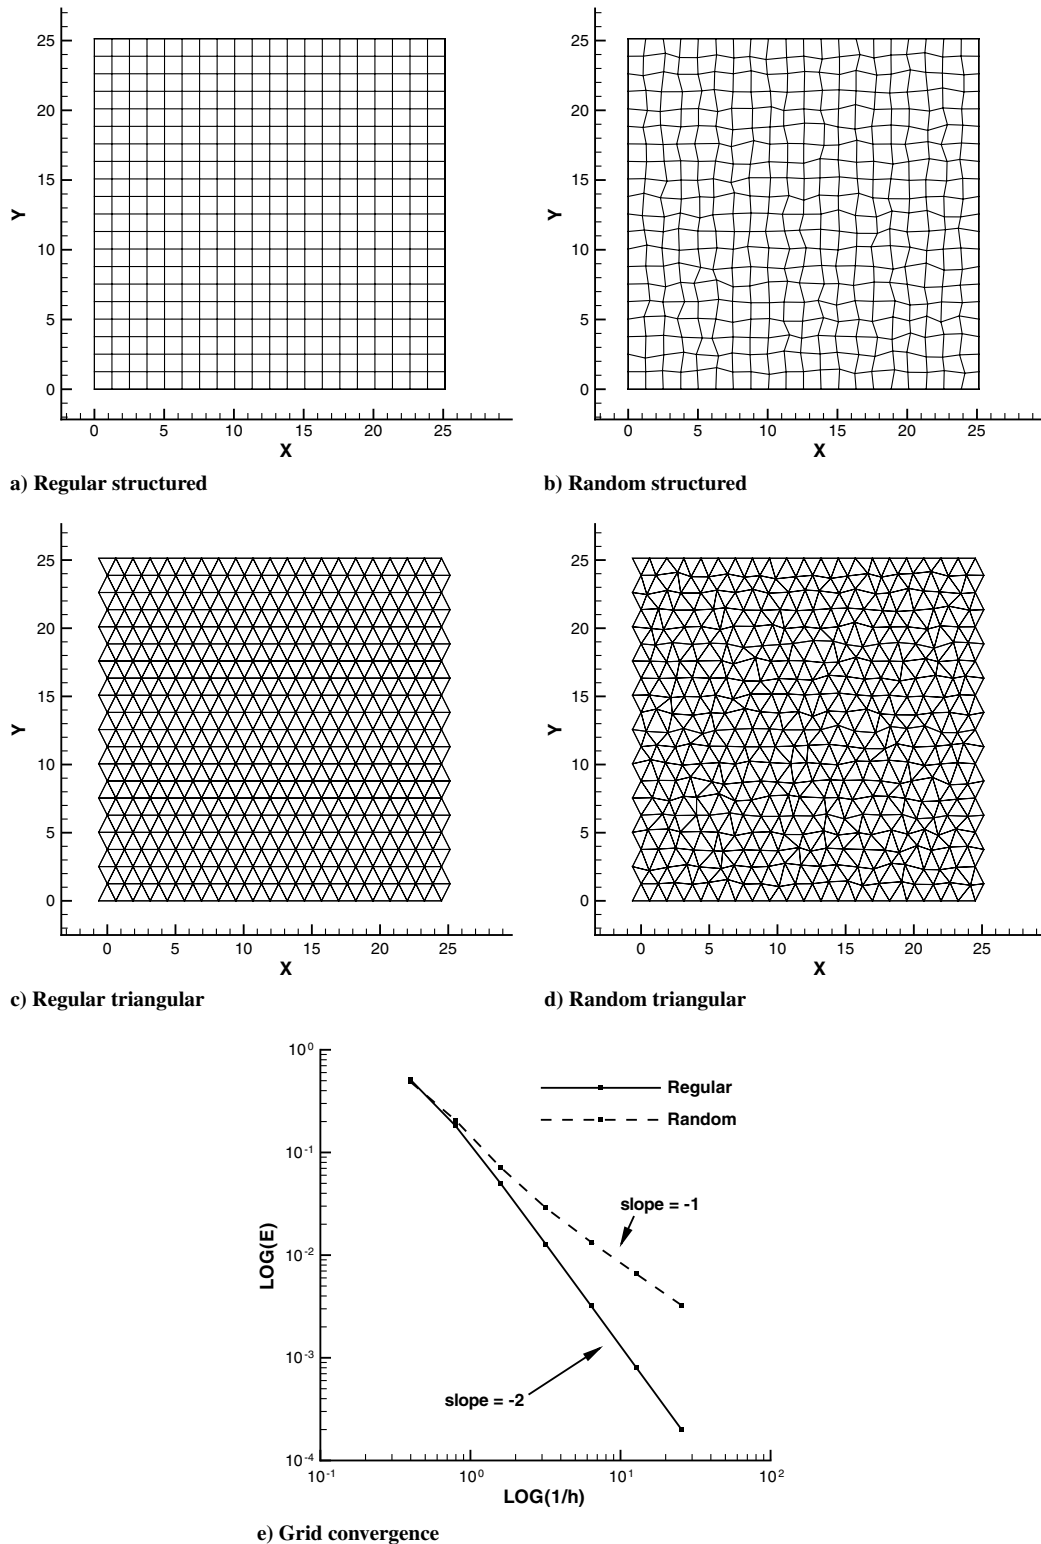 25
20
15
10
5
0
Y
0 5 10 15 20 25
X
a) Regular structured
25
20
15
10
5
0
Y
0 5 10 15 20 25
X
b) Random structured
25
20
15
10
5
0
Y
0 5 10 15 20 25
X
c) Regular triangular
25
20
15
10
5
0
Y
0 5 10 15 20 25
X
d) Random triangular
10^0
10^-1
10^-2
10^-3
10^-4
LOG(E)
Regular
Random
slope = -1
slope = -2
10^-1 10^0 10^1 10^2
LOG(1/h)
e) Grid convergence